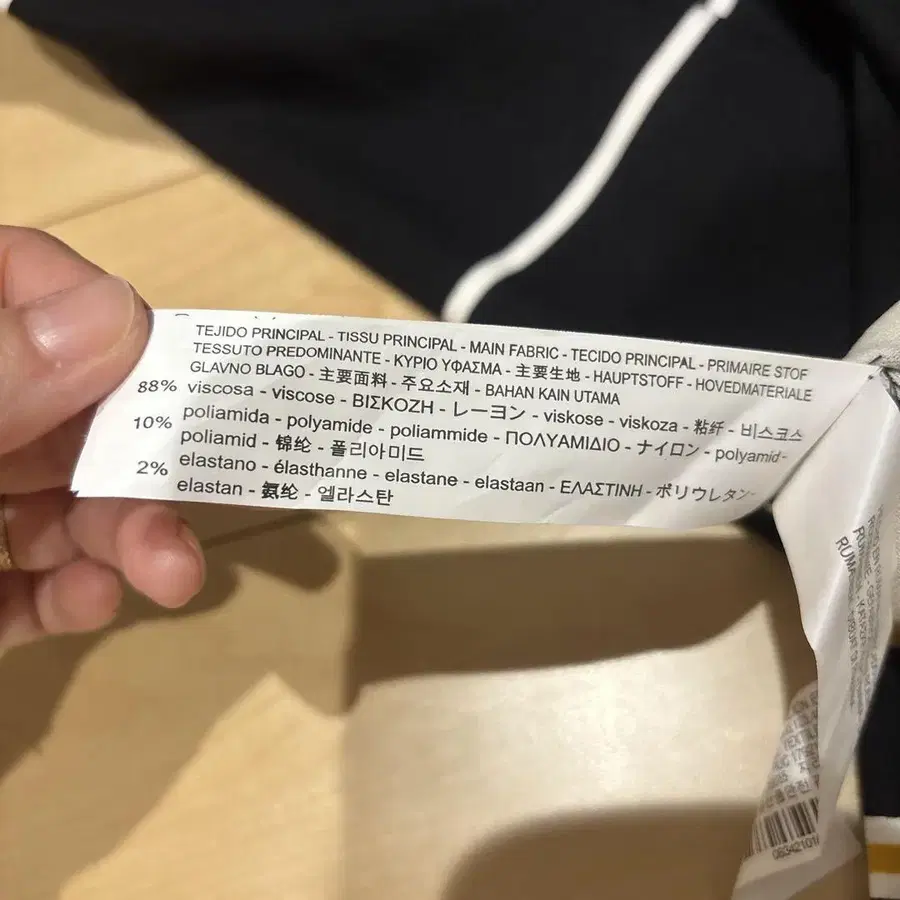 TEJIDO PRINCIPAL - TISSU PRINCIPAL - MAIN FABRIC - TECIDO PRINCIPAL - PRIMAIRE STOF
TESSUTO PREDOMINANTE - ΚΥΡΙΟ ΥΦΑΣΜΑ - 主要生地 - HAUPTSTOFF - HOVEDMATERIALE
GLAVNO BLAGO - 主要面料 - 주요소재 - BAHAN KAIN UTAMA
88% viscosa - viscose - ΒΙΣΚΟΖΗ - レーヨン - viskose - viskoza - 粘纤 - 비스코스
10% poliamida - polyamide - poliammide - ΠΟΛΥΑΜΙΔΙΟ - ナイロン - polyamid -
poliamid - 锦纶 - 폴리아미드
2% elastano - élasthanne - elastane - elastaan - ΕΛΑΣΤΙΝΗ - ポリウレタン -
elastan - 氨纶 - 엘라스탄